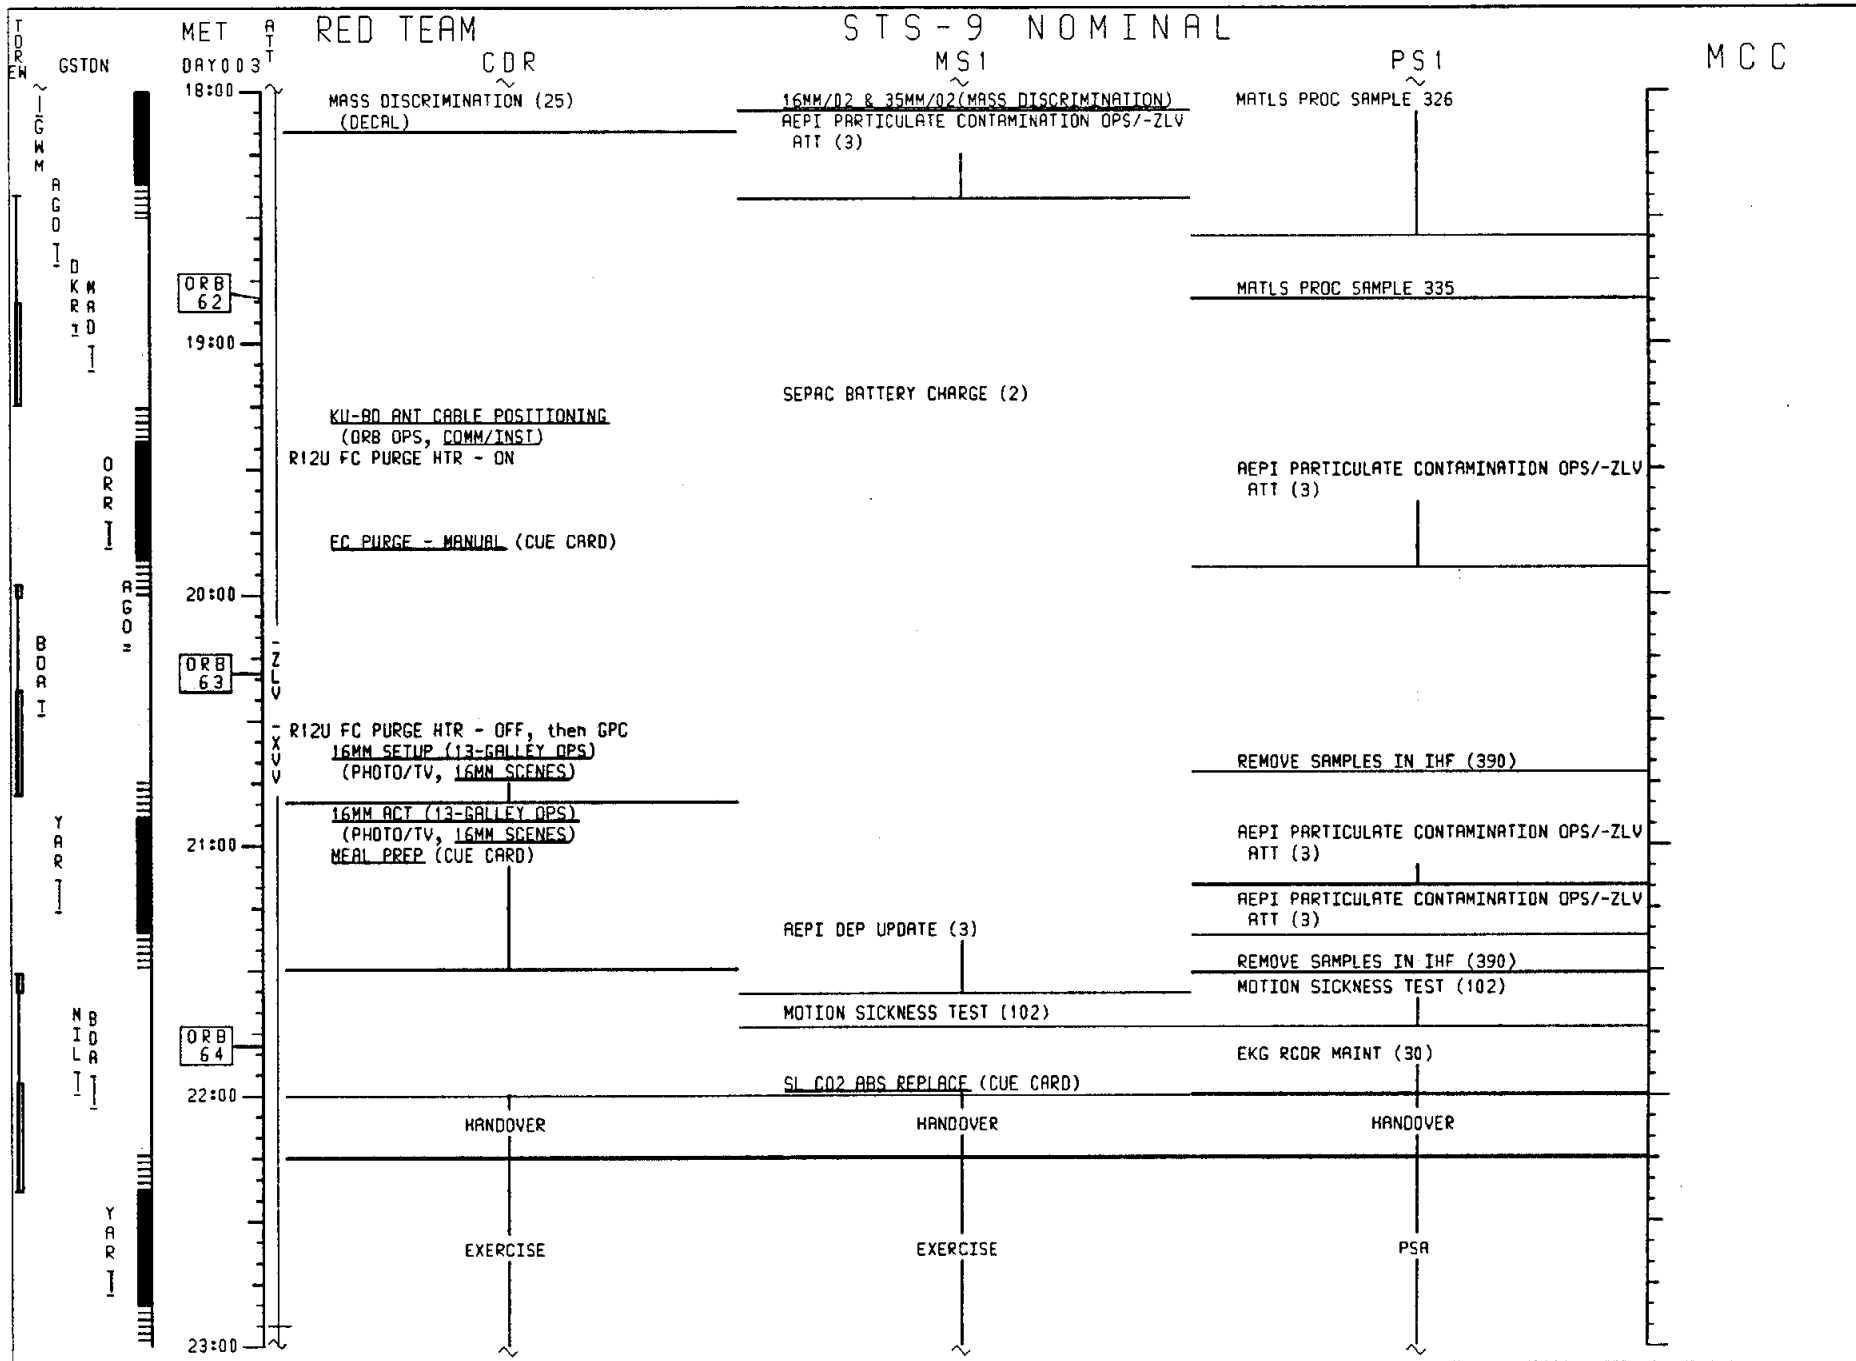 STS-9 NOMINAL
RED TEAM
MCC
TDRS
EW
GSTDN
MET
DAY003
ATT
CDR
MS1
PS1
18:00
MASS DISCRIMINATION (25)
(DECAL)
16MM/02 & 35MM/02(MASS DISCRIMINATION)
AEPI PARTICULATE CONTAMINATION OPS/-ZLV
ATT (3)
MATLS PROC SAMPLE 326
GWM
AGO
DKR
MAD
ORB
62
MATLS PROC SAMPLE 335
19:00
SEPAC BATTERY CHARGE (2)
KU-BD ANT CABLE POSITIONING
(ORB OPS, COMM/INST)
R12U FC PURGE HTR - ON
ORR
AEPI PARTICULATE CONTAMINATION OPS/-ZLV
ATT (3)
FC PURGE - MANUAL (CUE CARD)
AGO
20:00
BDA
ORB
63
-ZLV
-XVV
R12U FC PURGE HTR - OFF, then GPC
16MM SETUP (13-GALLEY OPS)
(PHOTO/TV, 16MM SCENES)
REMOVE SAMPLES IN IHF (390)
16MM ACT (13-GALLEY OPS)
(PHOTO/TV, 16MM SCENES)
MEAL PREP (CUE CARD)
YAR
21:00
AEPI PARTICULATE CONTAMINATION OPS/-ZLV
ATT (3)
AEPI PARTICULATE CONTAMINATION OPS/-ZLV
ATT (3)
AEPI DEP UPDATE (3)
REMOVE SAMPLES IN IHF (390)
MOTION SICKNESS TEST (102)
MOTION SICKNESS TEST (102)
MIL
BDA
ORB
64
EKG RCDR MAINT (30)
SL CO2 ABS REPLACE (CUE CARD)
22:00
HANDOVER
HANDOVER
HANDOVER
YAR
EXERCISE
EXERCISE
PSA
23:00